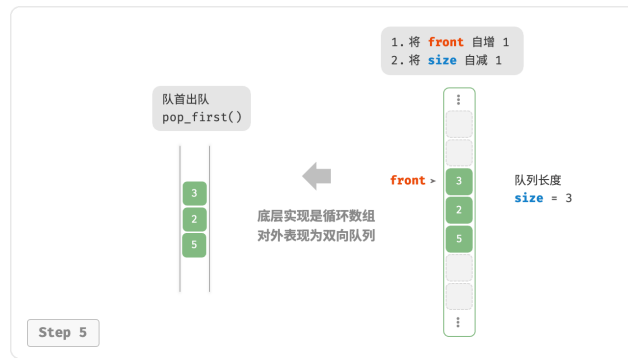 1. 将 front 自增 1
2. 将 size 自减 1
队首出队
pop_first()
3
2
5
底层实现是循环数组
对外表现为双向队列
front ➤
3
2
5
队列长度
size = 3
Step 5